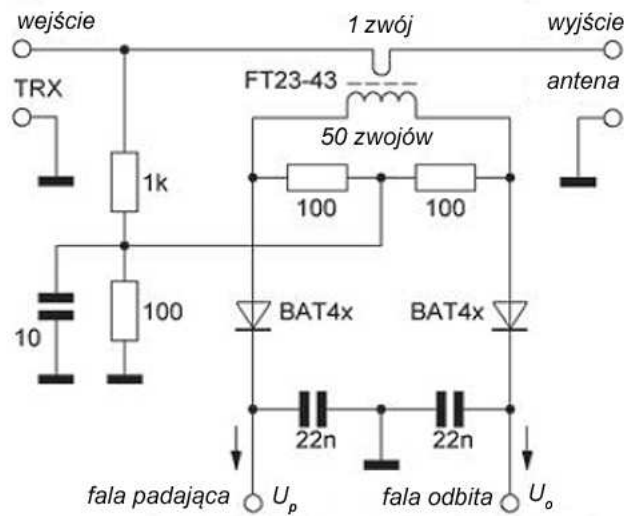 wejście
1 zwój
wyjście
TRX
FT23-43
antena
50 zwojów
1k
100
100
10
100
BAT4x
BAT4x
22n
22n
fala padająca
Up
fala odbita
Uo